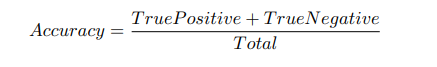 Accuracy = TruePositive + TrueNegative / Total